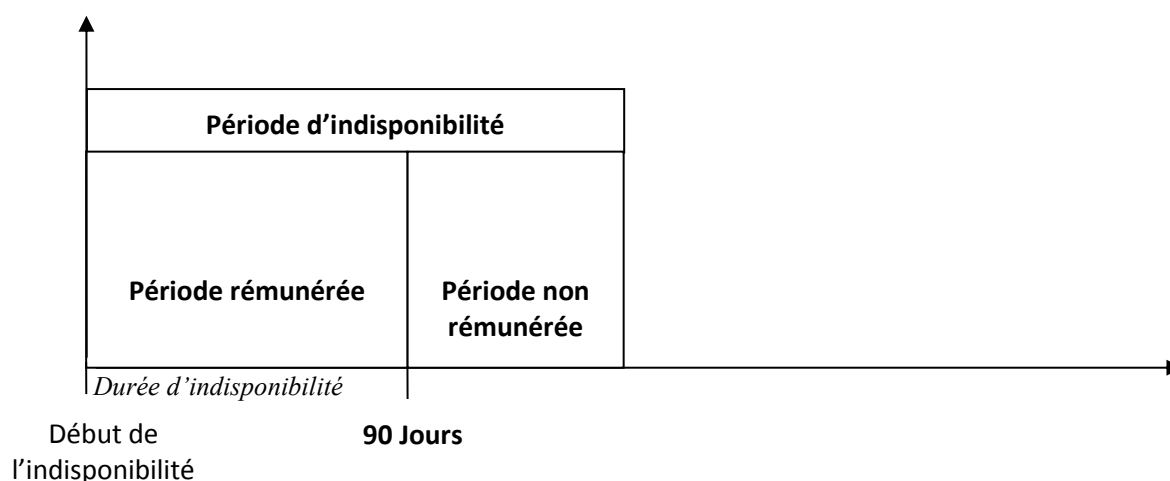 Période d’indisponibilité
Période rémunérée
Période non
rémunérée
Durée d’indisponibilité
Début de
l’indisponibilité
90 Jours